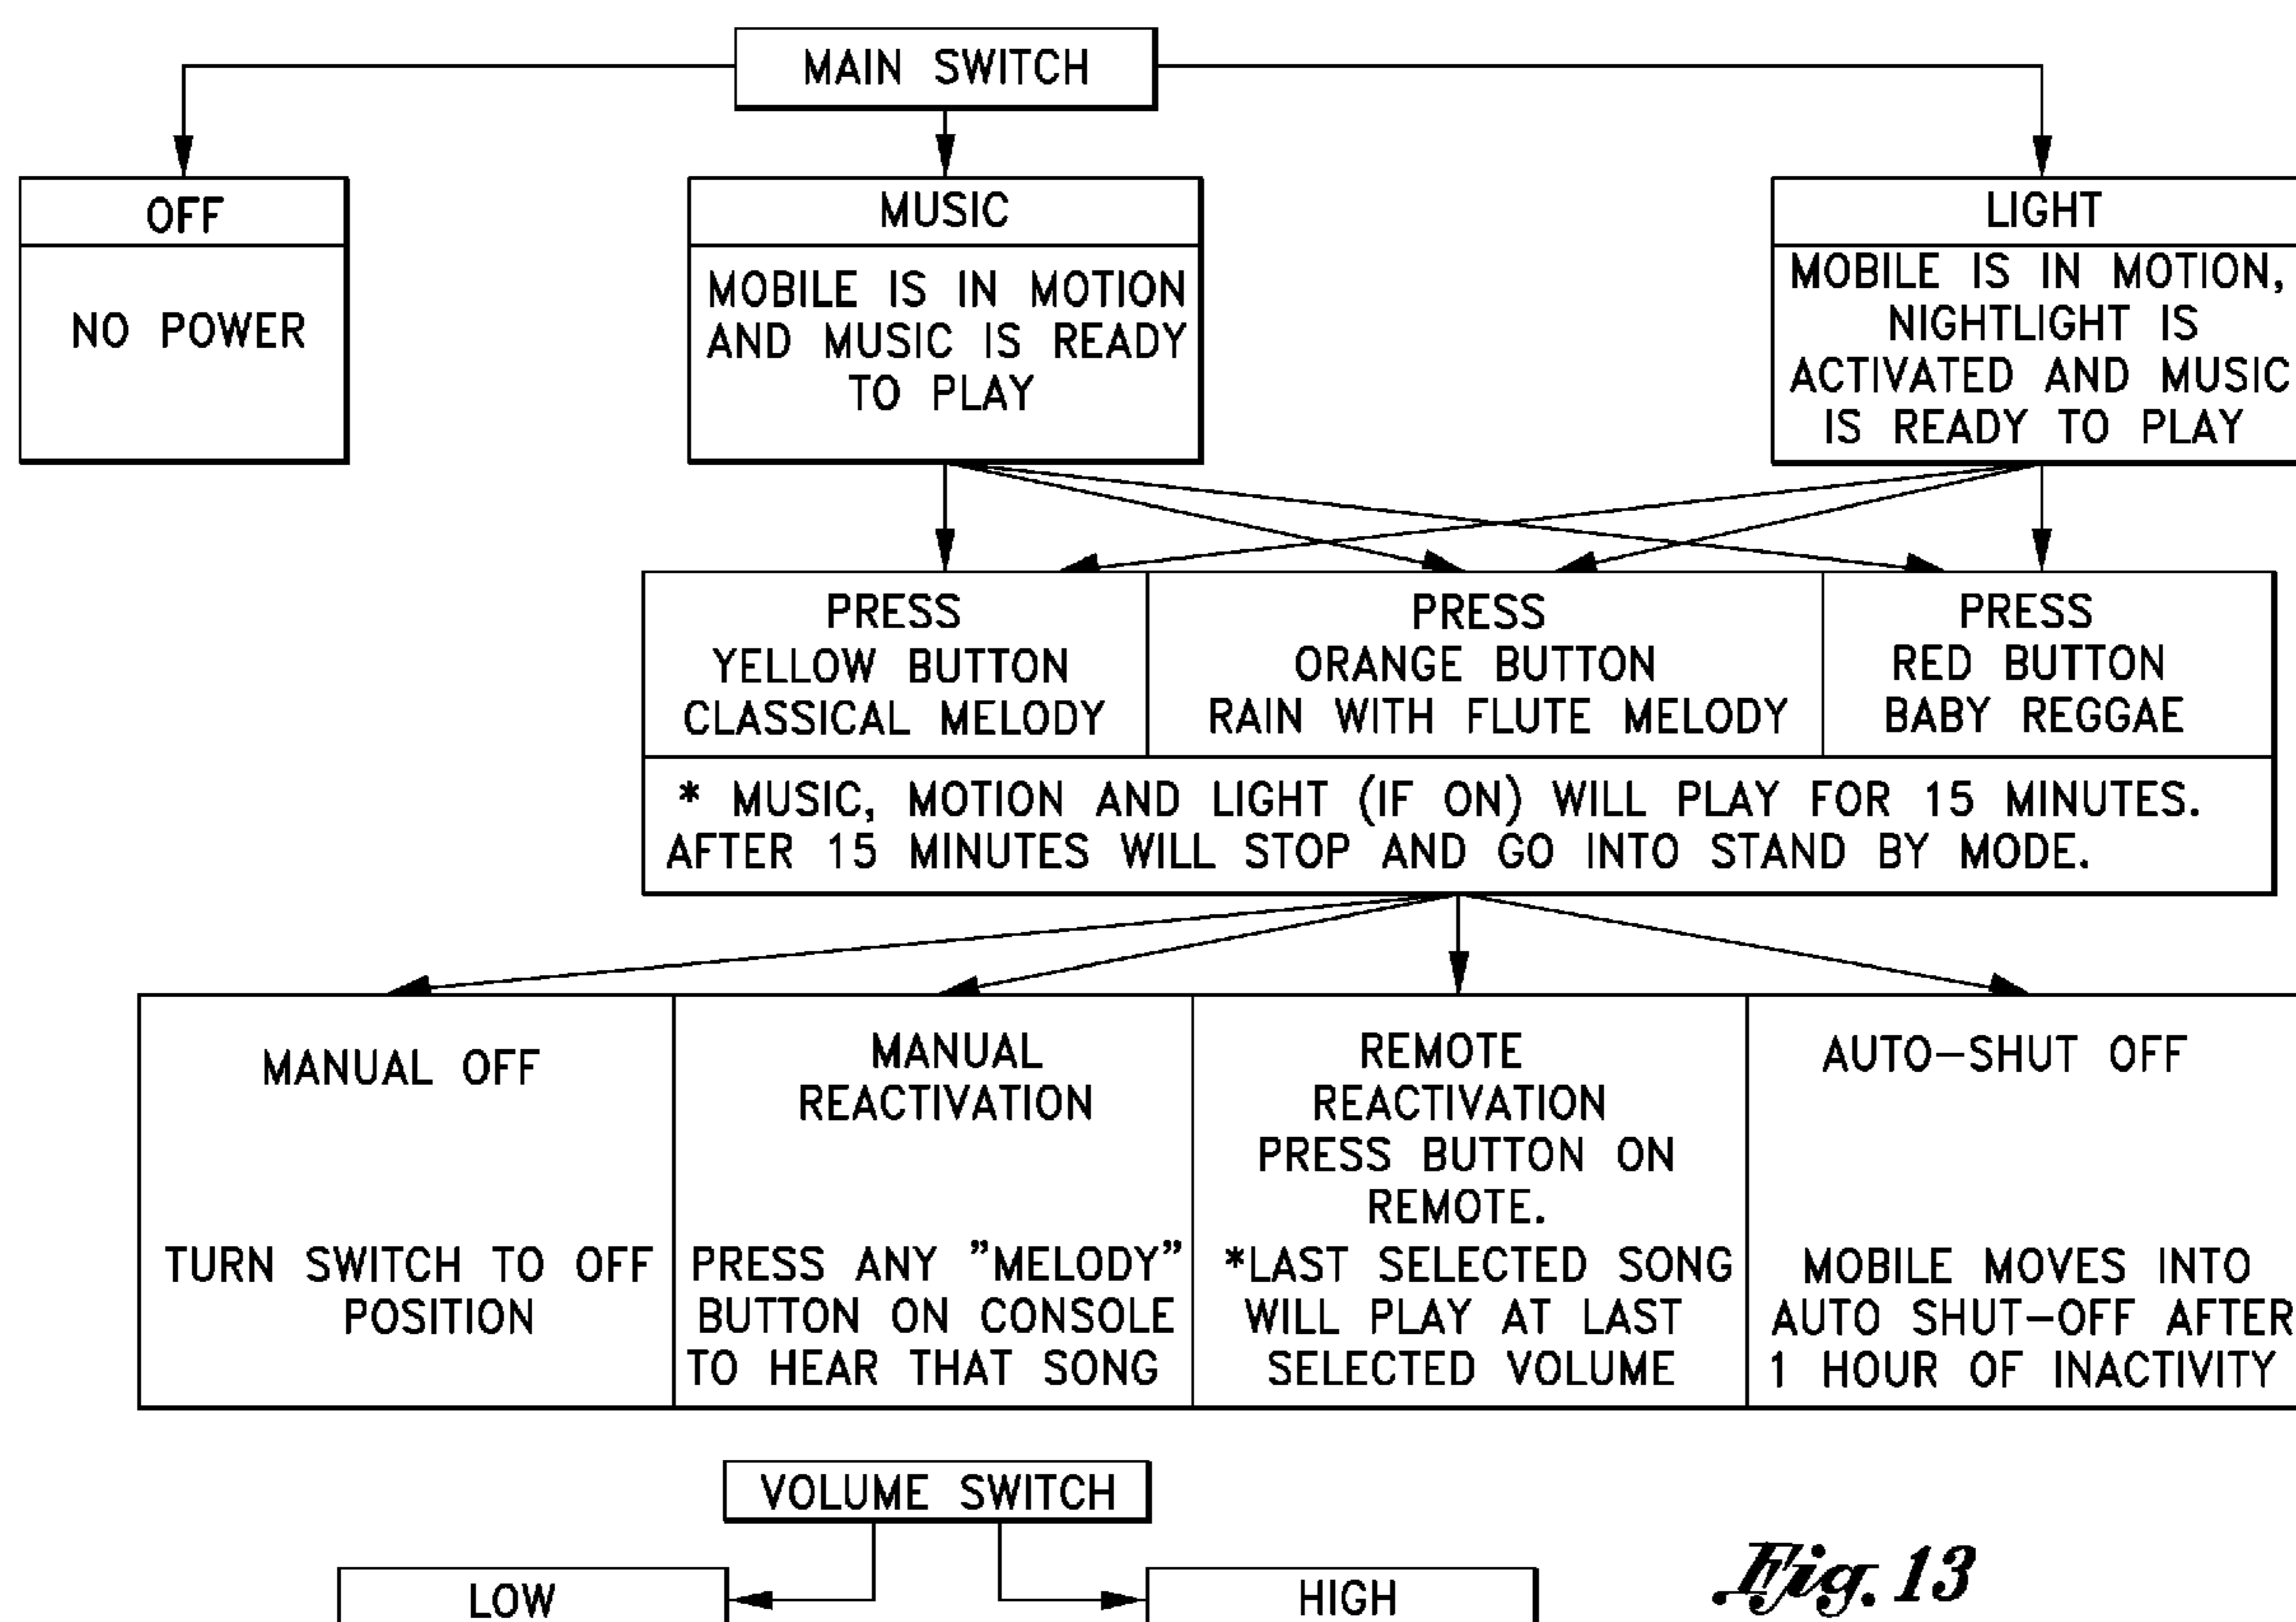 MAIN SWITCH
OFF
NO POWER
MUSIC
MOBILE IS IN MOTION
AND MUSIC IS READY
TO PLAY
LIGHT
MOBILE IS IN MOTION,
NIGHTLIGHT IS
ACTIVATED AND MUSIC
IS READY TO PLAY
PRESS
YELLOW BUTTON
CLASSICAL MELODY
PRESS
ORANGE BUTTON
RAIN WITH FLUTE MELODY
PRESS
RED BUTTON
BABY REGGAE
* MUSIC, MOTION AND LIGHT (IF ON) WILL PLAY FOR 15 MINUTES.
AFTER 15 MINUTES WILL STOP AND GO INTO STAND BY MODE.
MANUAL OFF
TURN SWITCH TO OFF
POSITION
MANUAL
REACTIVATION
PRESS ANY "MELODY"
BUTTON ON CONSOLE
TO HEAR THAT SONG
REMOTE
REACTIVATION
PRESS BUTTON ON
REMOTE.
*LAST SELECTED SONG
WILL PLAY AT LAST
SELECTED VOLUME
AUTO-SHUT OFF
MOBILE MOVES INTO
AUTO SHUT-OFF AFTER
1 HOUR OF INACTIVITY
VOLUME SWITCH
LOW
HIGH
Fig. 13